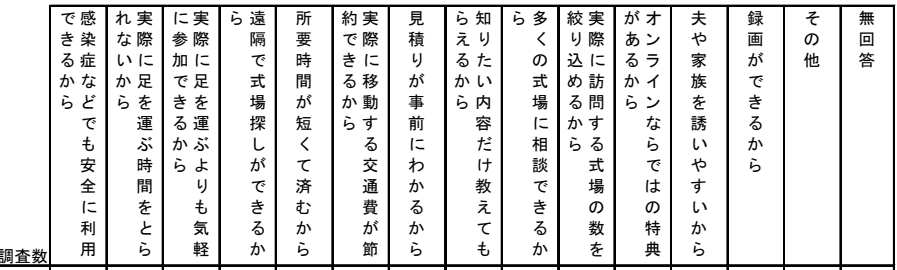 調査数
感染症などでも安全に利用
できるから
実際に足を運ぶ時間をとら
れないから
実際に足を運ぶよりも気軽
に参加できるから
遠隔で式場探しができるか
ら
所要時間が短くて済むから
実際に移動する交通費が節
約できるから
見積りが事前にわかるから
知りたい内容だけ教えても
らえるから
多くの式場に相談できるか
ら
実際に訪問する式場の数を
絞り込めるから
オンラインならではの特典
があるから
夫や家族を誘いやすいから
録画ができるから
その他
無回答